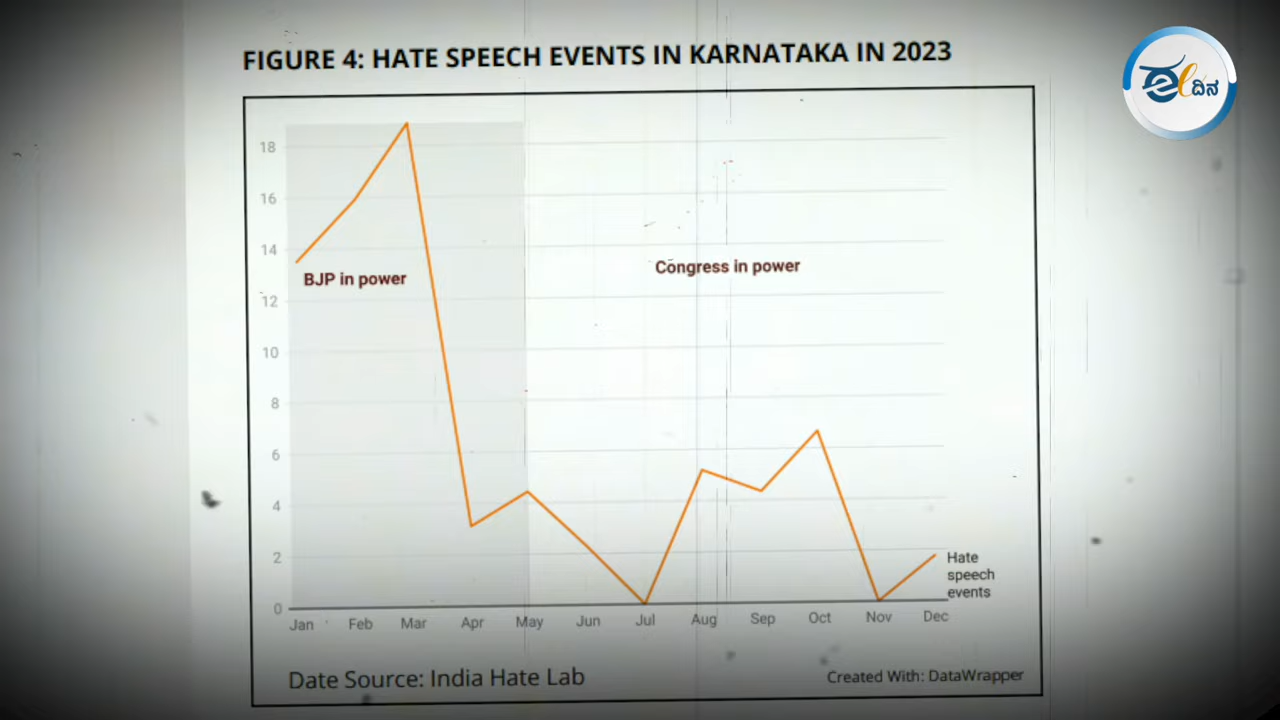 FIGURE 4: HATE SPEECH EVENTS IN KARNATAKA IN 2023
ಈ
el ದಿನ
18
16
14
12
10
8
6
4
2
0
BJP in power
Congress in power
Hate
speech
events
Jan Feb Mar Apr May Jun Jul Aug Sep Oct Nov Dec
Date Source: India Hate Lab
Created With: DataWrapper